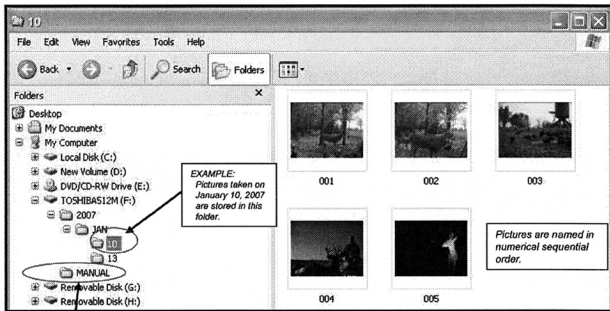 10
File Edit View Favorites Tools Help
Back Search Folders
Folders
Desktop
My Documents
My Computer
Local Disk (C:)
New Volume (D:)
DVD/CD-RW Drive (E:)
TOSHIBA512M (F:)
2007
JAN
10
13
MANUAL
Removable Disk (G:)
Removable Disk (H:)
EXAMPLE:
Pictures taken on
January 10, 2007
are stored in this
folder.
001 002 003
Pictures are named in
numerical sequential
order.
004 005